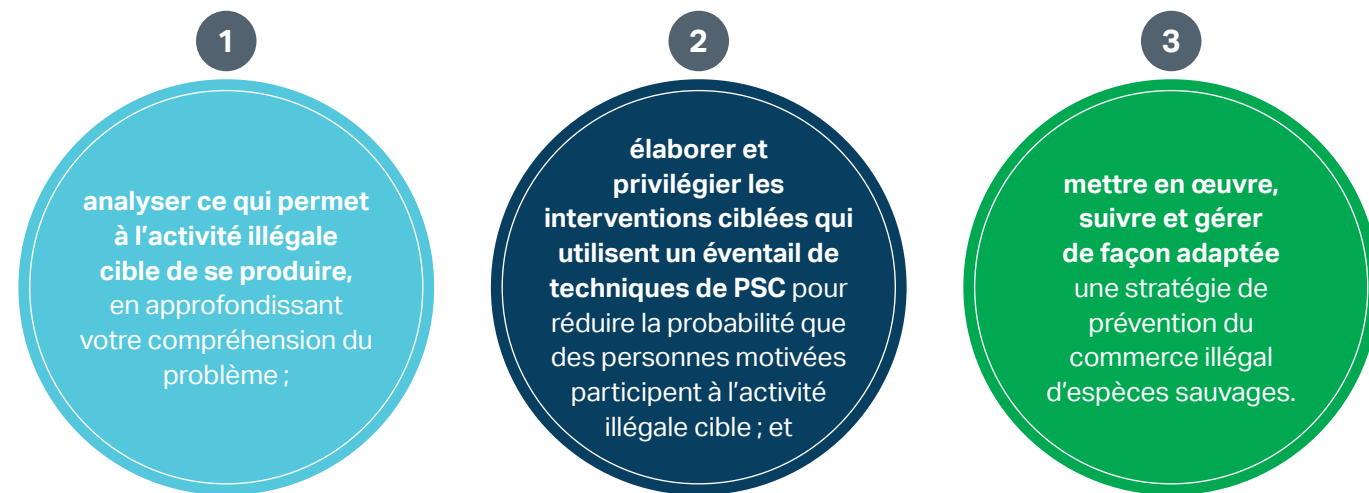 1
analyser ce qui permet
à l’activité illégale
cible de se produire,
en approfondissant
votre compréhension du
problème ;
2
élaborer et
privilégier les
interventions ciblées qui
utilisent un éventail de
techniques de PSC pour
réduire la probabilité que
des personnes motivées
participent à l’activité
illégale cible ; et
3
mettre en œuvre,
suivre et gérer
de façon adaptée
une stratégie de
prévention du
commerce illégal
d’espèces sauvages.